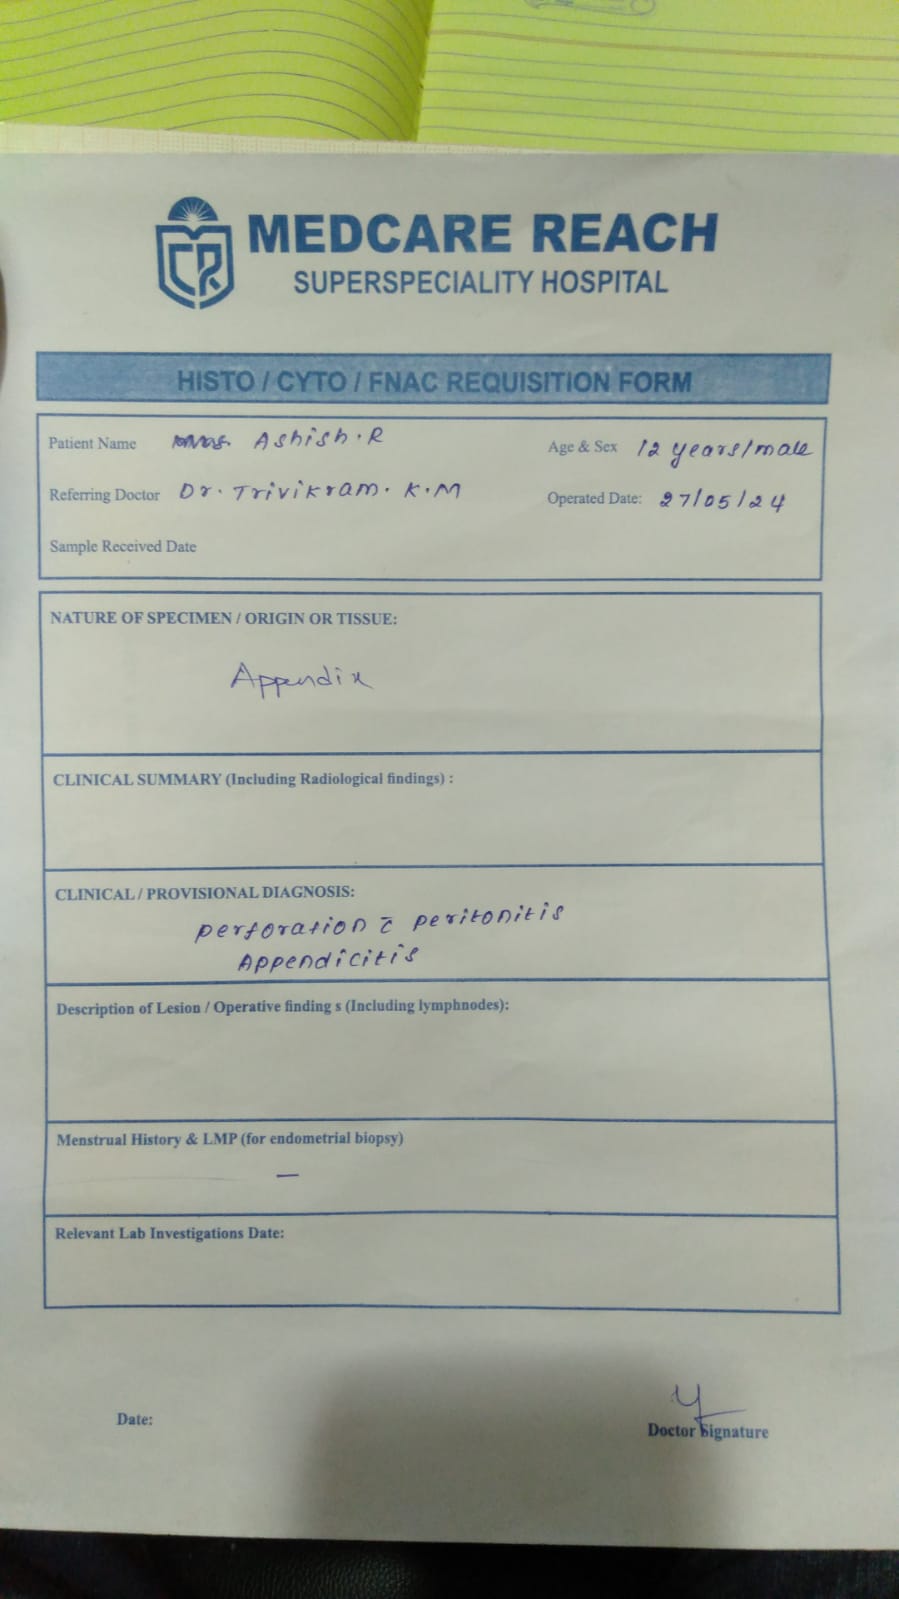 MEDCARE REACH
SUPERSPECIALITY HOSPITAL
HISTO / CYTO / FNAC REQUISITION FORM
Patient Name Ashish.R Age & Sex 12 years/male
Referring Doctor Dr. Trivikram. K.M Operated Date: 27/05/24
Sample Received Date
NATURE OF SPECIMEN / ORIGIN OR TISSUE:
Appendix
CLINICAL SUMMARY (Including Radiological findings) :
CLINICAL / PROVISIONAL DIAGNOSIS:
perforation c̄ peritonitis
Appendicitis
Description of Lesion / Operative finding s (Including lymphnodes):
Menstrual History & LMP (for endometrial biopsy)
—
Relevant Lab Investigations Date:
Date:
Doctor Signature